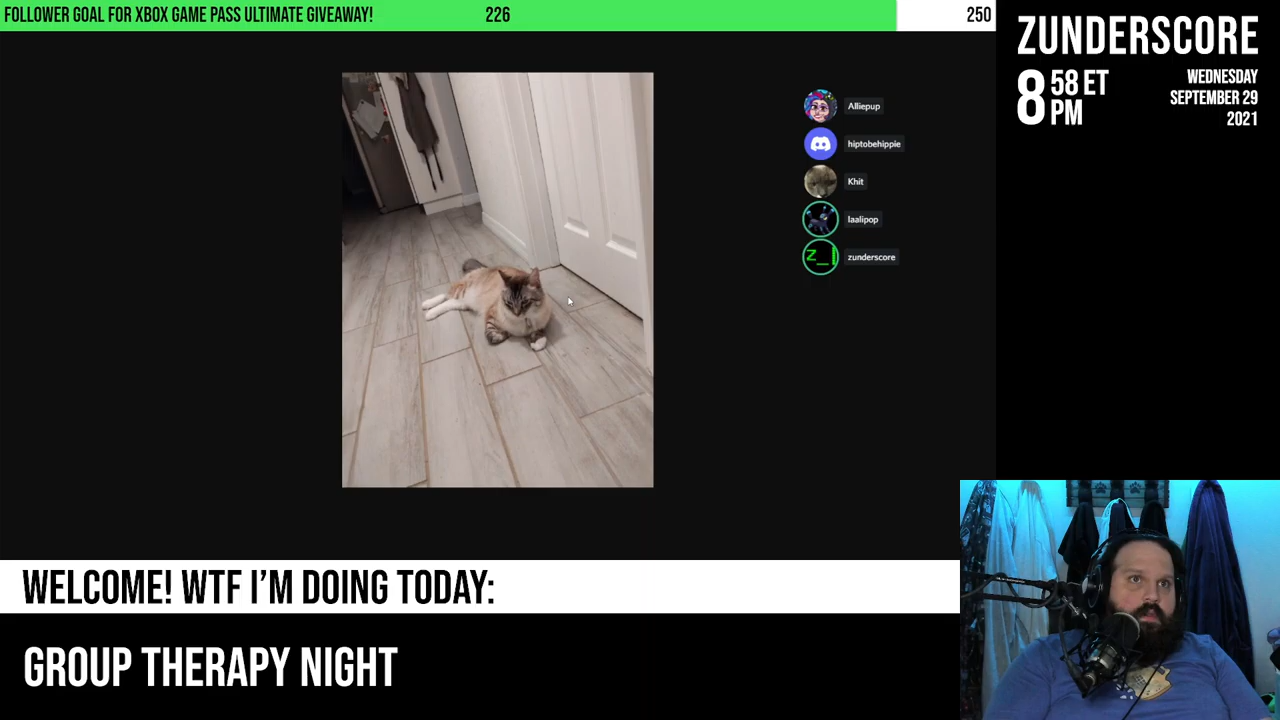 FOLLOWER GOAL FOR XBOX GAME PASS ULTIMATE GIVEAWAY!
226
250
ZUNDERSCORE
8 58 ET
PM
WEDNESDAY
SEPTEMBER 29
2021
Alliepup
hiptobehippie
Khit
laalipop
z_
zunderscore
WELCOME! WTF I'M DOING TODAY:
GROUP THERAPY NIGHT